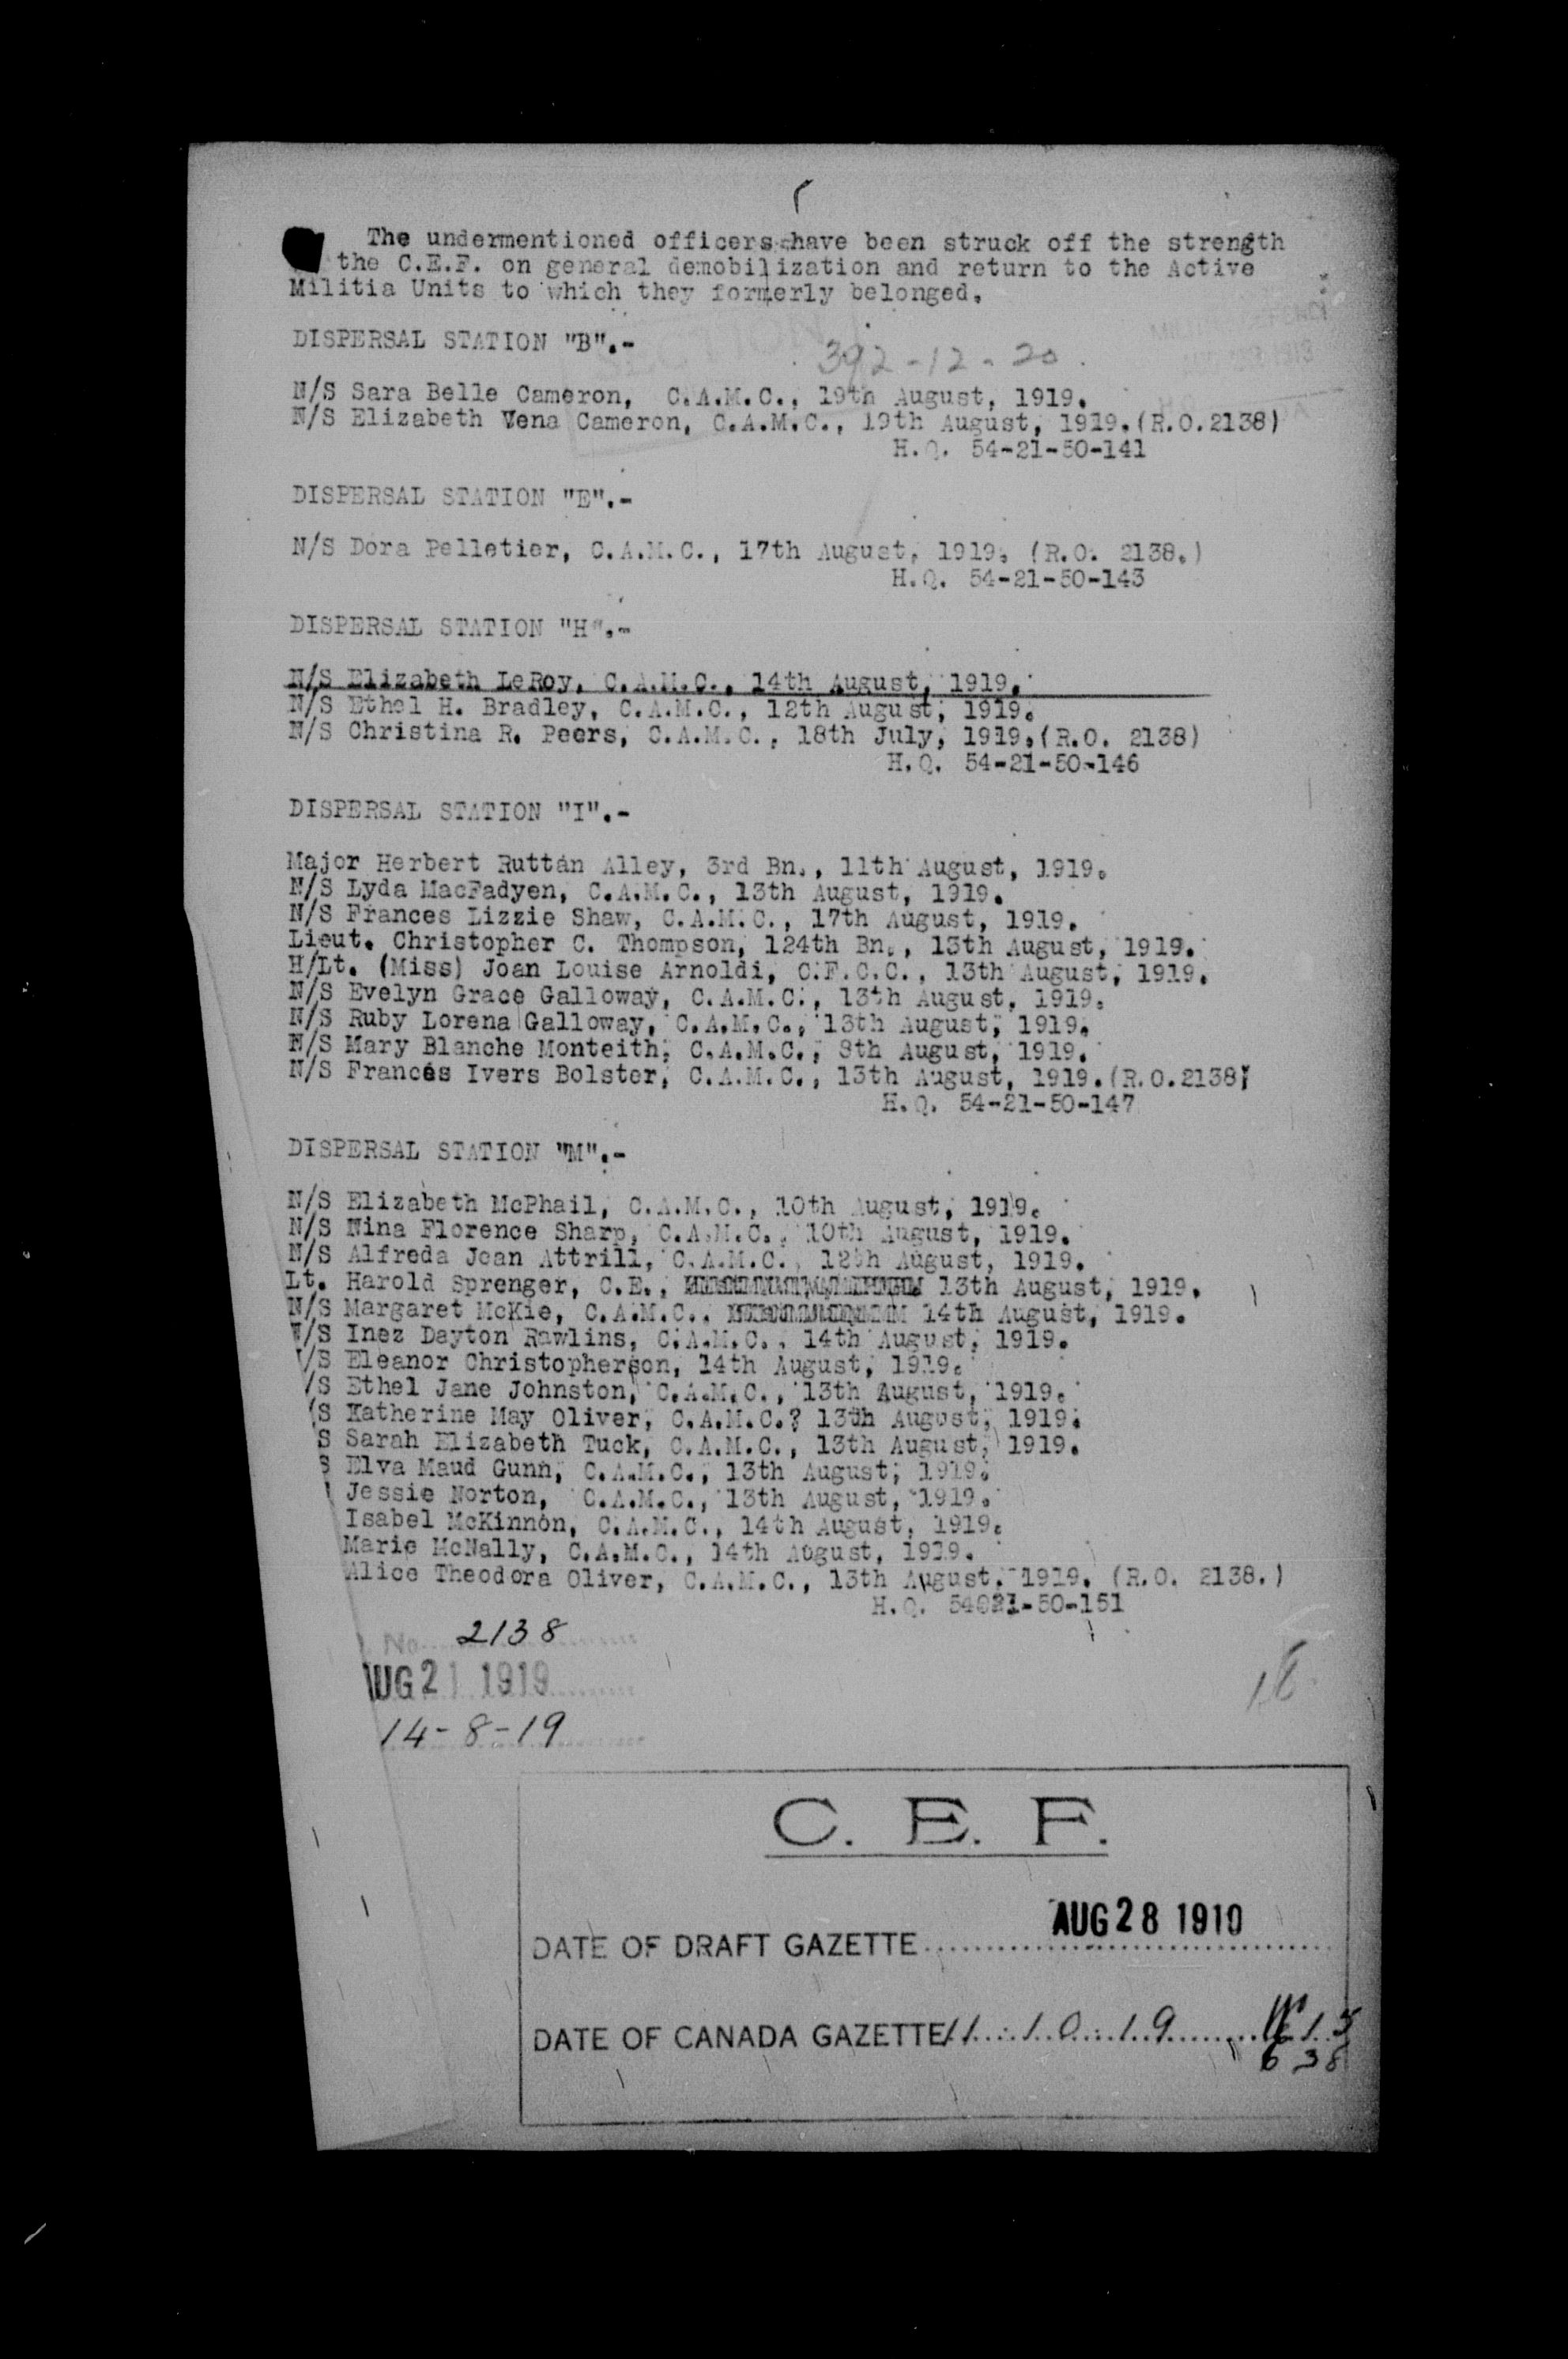 The undermentioned officers have been struck off the strength
the C.E.F. on general demobilization and return to the Active
Militia Units to which they formerly belonged.
DISPERSAL STATION "B".-
392-12-20
N/S Sara Belle Cameron, C.A.M.C., 19th August, 1919.
N/S Elizabeth Vena Cameron, C.A.M.C., 19th August, 1919.(R.O.2138)
H.Q. 54-21-50-141
DISPERSAL STATION "E".-
N/S Dora Pelletier, C.A.M.C., 17th August, 1919. (R.O. 2138.)
H.Q. 54-21-50-143
DISPERSAL STATION "H".-
N/S Elizabeth LeRoy, C.A.M.C., 14th August, 1919.
N/S Ethel H. Bradley, C.A.M.C., 12th August, 1919.
N/S Christina R. Peers, C.A.M.C., 18th July, 1919.(R.O. 2138)
H.Q. 54-21-50-146
DISPERSAL STATION "I".-
Major Herbert Ruttan Alley, 3rd Bn., 11th August, 1919.
N/S Lyda MacFadyen, C.A.M.C., 13th August, 1919.
N/S Frances Lizzie Shaw, C.A.M.C., 17th August, 1919.
Lieut. Christopher C. Thompson, 124th Bn., 13th August, 1919.
H/Lt. (Miss) Joan Louise Arnoldi, C.F.C.C., 13th August, 1919.
N/S Evelyn Grace Galloway, C.A.M.C., 13th August, 1919.
N/S Ruby Lorena Galloway, C.A.M.C., 13th August, 1919.
N/S Mary Blanche Monteith, C.A.M.C., 8th August, 1919.
N/S Frances Ivers Bolster, C.A.M.C., 13th August, 1919.(R.O.2138)
H.Q. 54-21-50-147
DISPERSAL STATION "M".-
N/S Elizabeth McPhail, C.A.M.C., 10th August, 1919.
N/S Nina Florence Sharp, C.A.M.C., 10th August, 1919.
N/S Alfreda Jean Attrill, C.A.M.C., 12th August, 1919.
Lt. Harold Sprenger, C.E., 13th August, 1919.
N/S Margaret McKie, C.A.M.C., 14th August, 1919.
N/S Inez Dayton Rawlins, C.A.M.C., 14th August, 1919.
/S Eleanor Christopherson, 14th August, 1919.
/S Ethel Jane Johnston, C.A.M.C., 13th August, 1919.
/S Katherine May Oliver, C.A.M.C.? 13th August, 1919.
S Sarah Elizabeth Tuck, C.A.M.C., 13th August, 1919.
S Elva Maud Gunn, C.A.M.C., 13th August, 1919.
Jessie Norton, C.A.M.C., 13th August, 1919.
Isabel McKinnon, C.A.M.C., 14th August, 1919.
Marie McNally, C.A.M.C., 14th August, 1919.
Alice Theodora Oliver, C.A.M.C., 13th August, 1919. (R.O. 2138.)
H.Q. 54021-50-151
No. 2138
AUG 21 1919
14-8-19
C. E. F.
DATE OF DRAFT GAZETTE AUG 28 1919
DATE OF CANADA GAZETTE 11.10.19
638